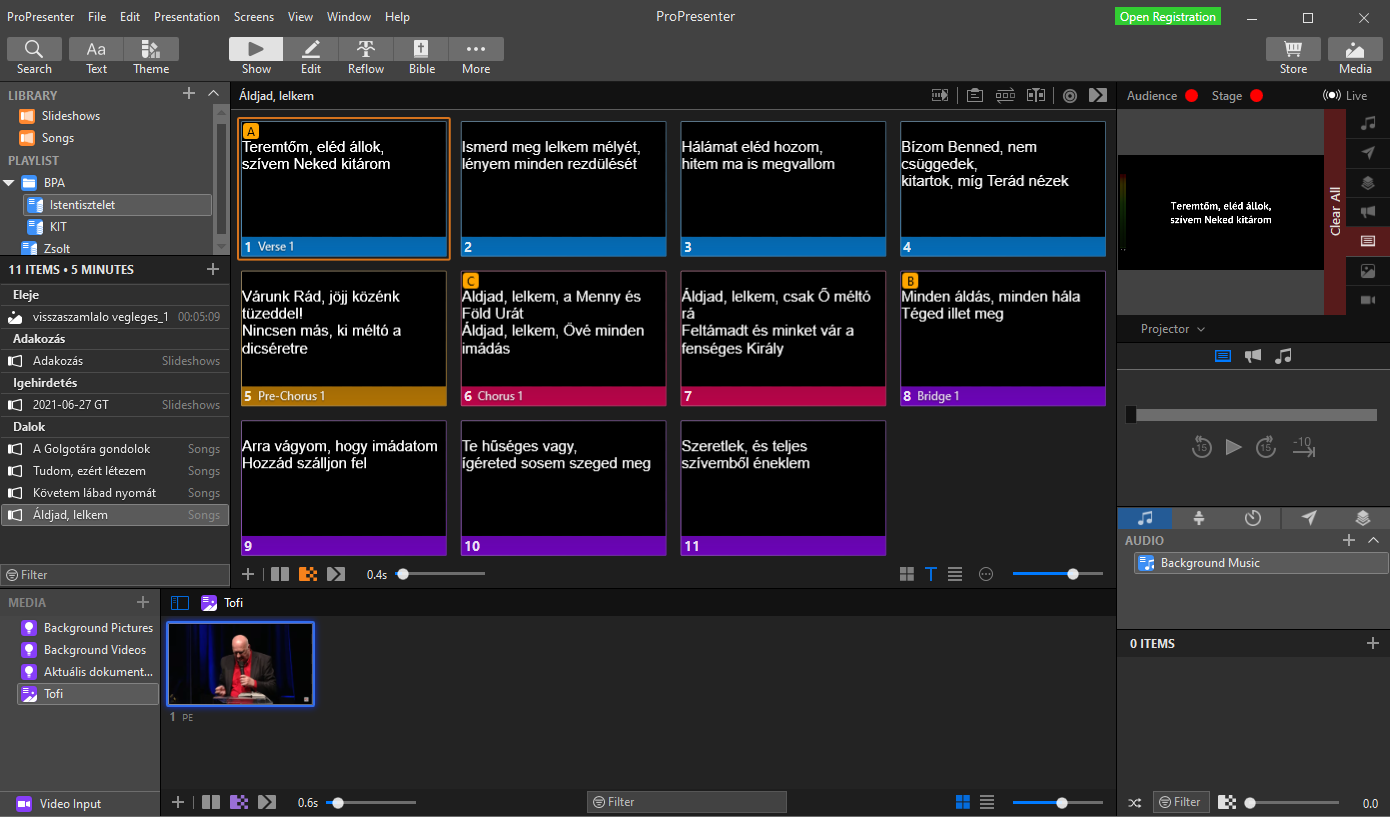 ProPresenter File Edit Presentation Screens View Window Help
ProPresenter
Open Registration
Search
Aa
Text
Theme
Show
Edit
Reflow
Bible
More
Store
Media
LIBRARY
Slideshows
Songs
PLAYLIST
BPA
Istentisztelet
KIT
Zsolt
11 ITEMS • 5 MINUTES
Eleje
visszaszamlalo vegleges_1 00:05:09
Adakozás
Adakozás Slideshows
Igehirdetés
2021-06-27 GT Slideshows
Dalok
A Golgotára gondolok Songs
Tudom, ezért létezem Songs
Követem lábad nyomát Songs
Áldjad, lelkem Songs
Filter
Áldjad, lelkem
A
Teremtőm, eléd állok,
szívem Neked kitárom
1 Verse 1
Ismerd meg lelkem mélyét,
lényem minden rezdülését
2
Hálámat eléd hozom,
hitem ma is megvallom
3
Bízom Benned, nem
csüggedek,
kitartok, míg Terád nézek
4
Várunk Rád, jöjj közénk
tüzeddel!
Nincsen más, ki méltó a
dicséretre
5 Pre-Chorus 1
C
Áldjad, lelkem, a Menny és
Föld Urát
Áldjad, lelkem, Övé minden
imádás
6 Chorus 1
Áldjad, lelkem, csak Ő méltó
rá
Feltámadt és minket vár a
fenséges Király
7
B
Minden áldás, minden hála
Téged illet meg
8 Bridge 1
Arra vágyom, hogy imádatom
Hozzád szálljon fel
9
Te hűséges vagy,
ígéreted sosem szeged meg
10
Szeretlek, és teljes
szívemből éneklem
11
0.4s
Audience Stage Live
Teremtőm, eléd állok,
szívem Neked kitárom
Clear All
Projector
15
15
-10
AUDIO
Background Music
0 ITEMS
Filter
0.0
MEDIA
Background Pictures
Background Videos
Aktuális dokument...
Tofi
Video Input
Tofi
1 PE
0.6s
Filter